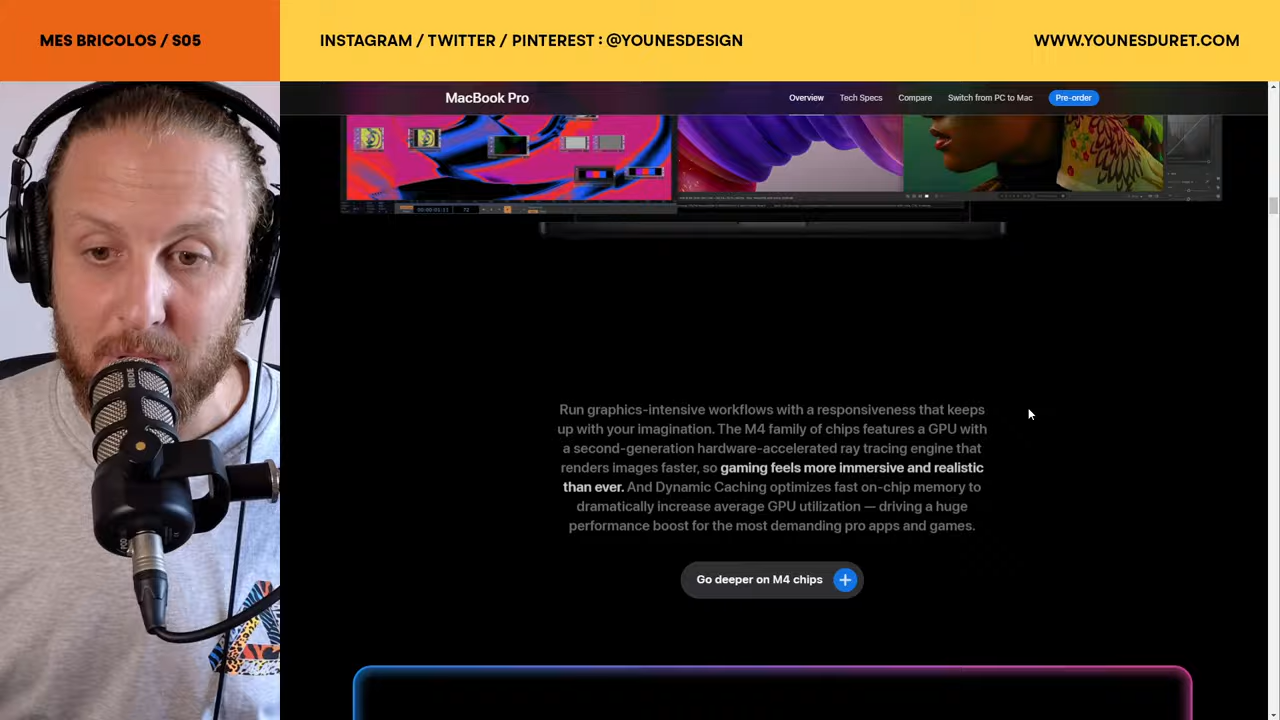 MES BRICOLOS / S05
INSTAGRAM / TWITTER / PINTEREST : @YOUNESDESIGN
WWW.YOUNESDURET.COM
MacBook Pro
Overview
Tech Specs
Compare
Switch from PC to Mac
Pre-order
Run graphics-intensive workflows with a responsiveness that keeps
up with your imagination. The M4 family of chips features a GPU with
a second-generation hardware-accelerated ray tracing engine that
renders images faster, so gaming feels more immersive and realistic
than ever. And Dynamic Caching optimizes fast on-chip memory to
dramatically increase average GPU utilization — driving a huge
performance boost for the most demanding pro apps and games.
Go deeper on M4 chips
RØDE